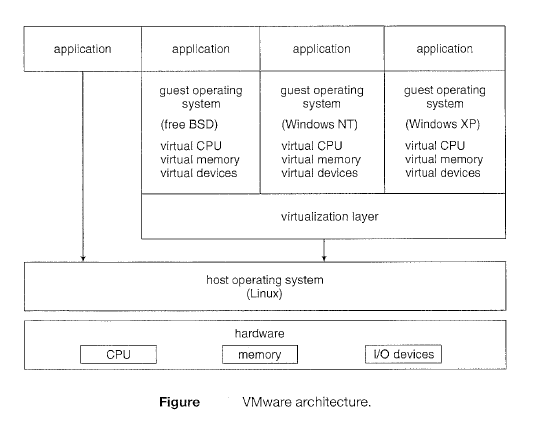 application
application
application
application
guest operating
system
(free BSD)
virtual CPU
virtual memory
virtual devices
guest operating
system
(Windows NT)
virtual CPU
virtual memory
virtual devices
guest operating
system
(Windows XP)
virtual CPU
virtual memory
virtual devices
virtualization layer
host operating system
(Linux)
hardware
CPU
memory
I/O devices
Figure VMware architecture.